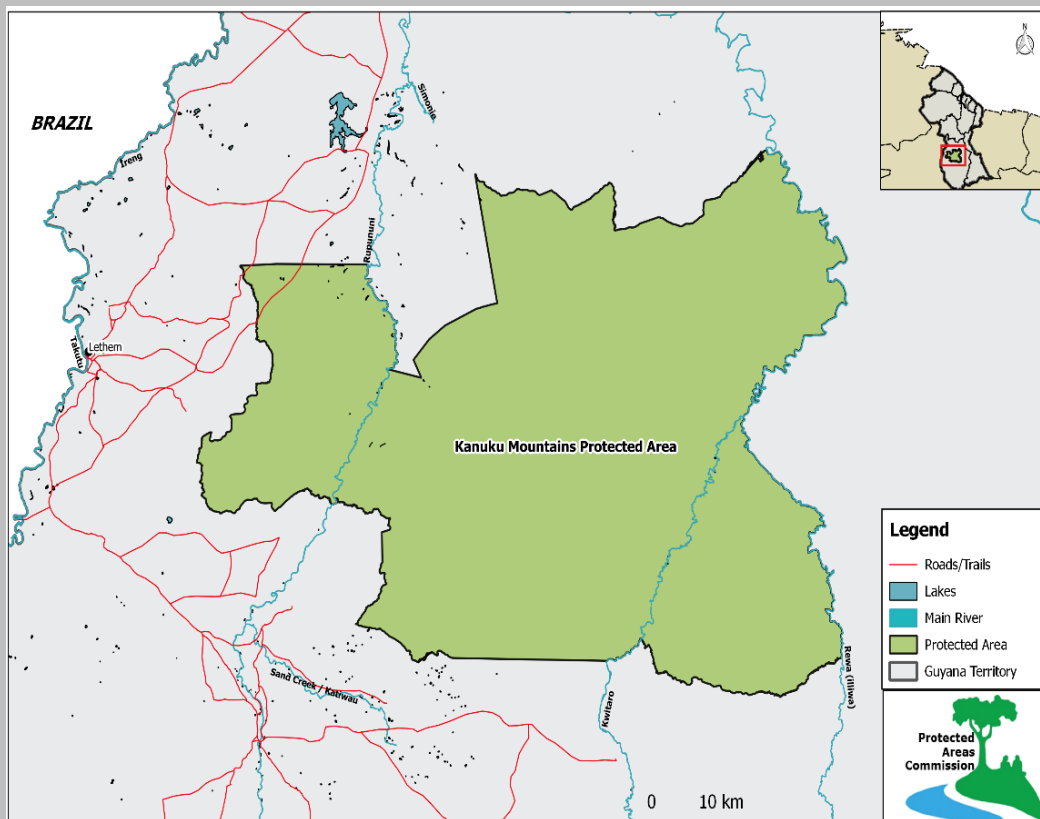 N
BRAZIL
Simonia
Ireng
Rupununi
Takutu
Lethem
Kanuku Mountains Protected Area
Legend
Roads/Trails
Lakes
Main River
Protected Area
Guyana Territory
Sand Creek / Katiwau
Kwitaro
Rewa (Illiwa)
Protected
Areas
Commission
0 10 km